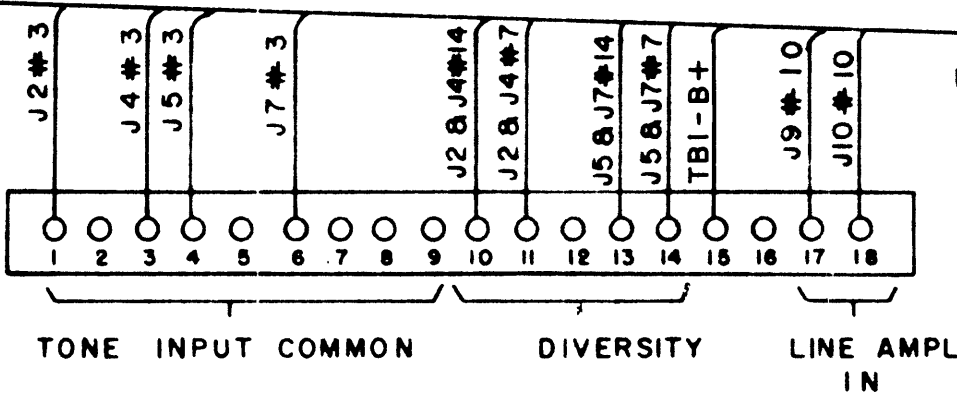 J2 # 3
J4 # 3
J5 # 3
J7 # 3
J2 & J4#14
J2 & J4 #7
J5 & J7#14
J5 & J7#7
TB1-B+
J9 # 10
J10 # 10
1 2 3 4 5 6 7 8 9 10 11 12 13 14 15 16 17 18
TONE INPUT COMMON
DIVERSITY
LINE AMPL
IN